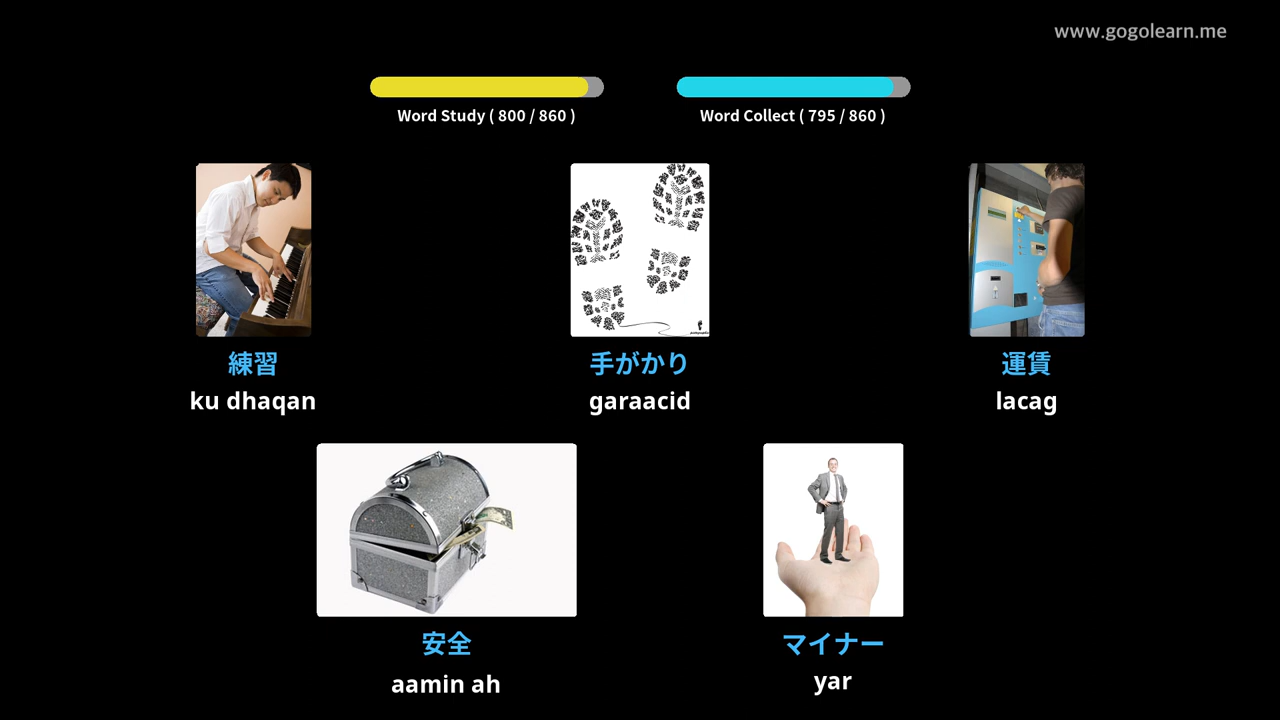 www.gogolearn.me
Word Study ( 800 / 860 )
Word Collect ( 795 / 860 )
練習
ku dhaqan
手がかり
garaacid
運賃
lacag
安全
aamin ah
マイナー
yar